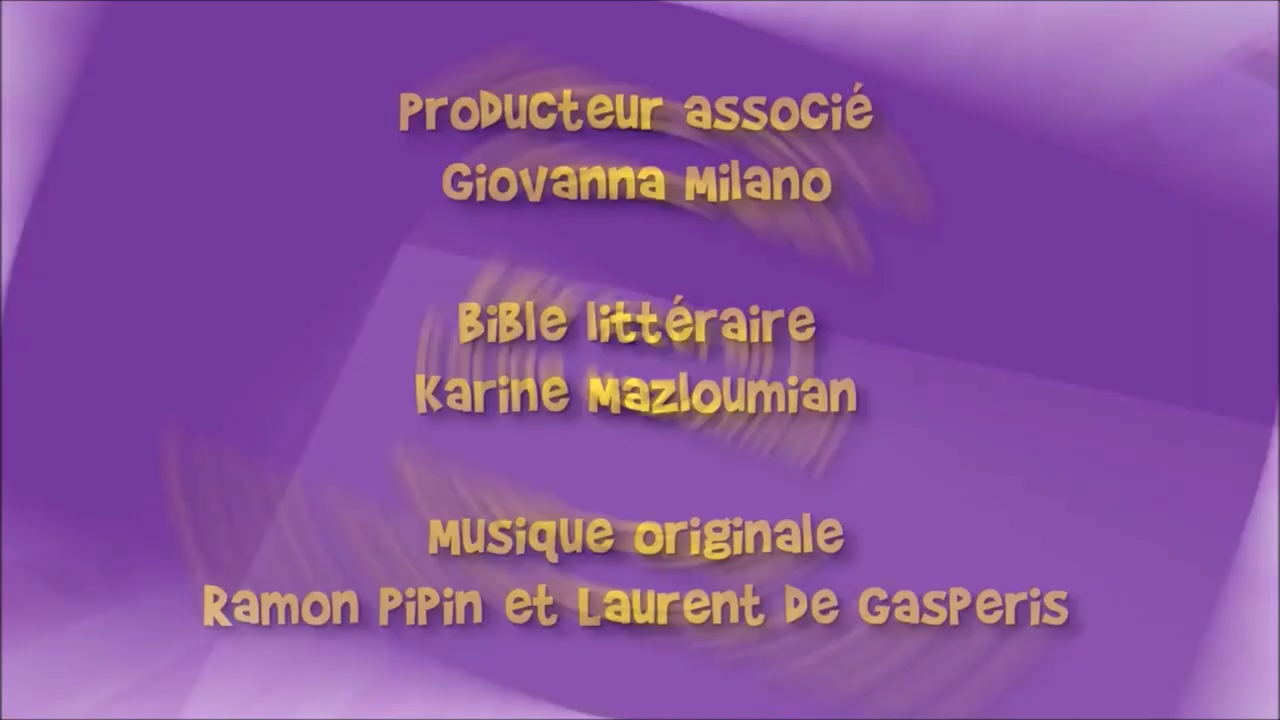 Producteur associé
Giovanna Milano
Bible littéraire
Karine Mazloumian
Musique originale
Ramon Pipin et Laurent De Gasperis